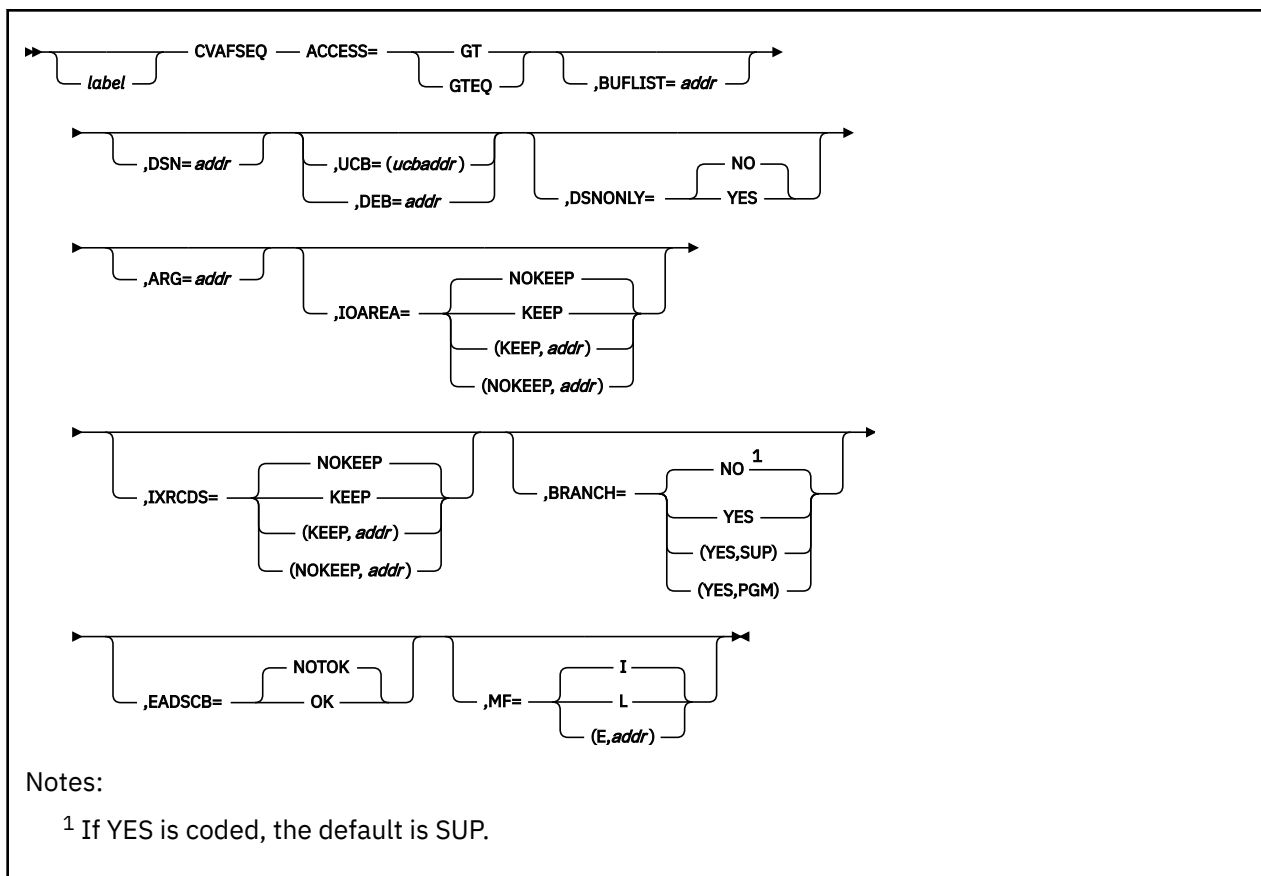 CVAFSEQ ACCESS= GT
label GTEQ ,BUFLIST= addr
,DSN= addr ,UCB= (ucbaddr) NO
,DEB= addr ,DSNONLY= YES
,ARG= addr NOKEEP
,IOAREA= KEEP
(KEEP, addr)
(NOKEEP, addr)
NOKEEP NO 1
,IXRCDS= KEEP ,BRANCH= YES
(KEEP, addr) (YES,SUP)
(NOKEEP, addr) (YES,PGM)
NOTOK I
,EADSCB= OK ,MF= L
(E,addr)
Notes:
1 If YES is coded, the default is SUP.